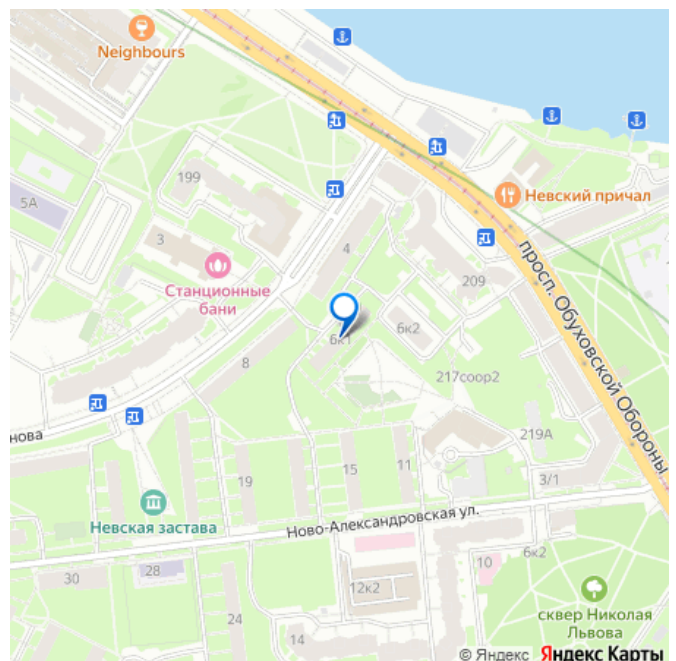 Neighbours
199
5А
Невский причал
3
4
просп. Обуховской Обороны
209
Станционные
бани
6к1
6к2
8
217соор2
нова
219А
15
11
19
3/1
Невская застава
Ново-Александровская ул.
6к2
10
30
28
12к2
24
сквер Николая
Львова
14
© Яндекс Яндекс Карты